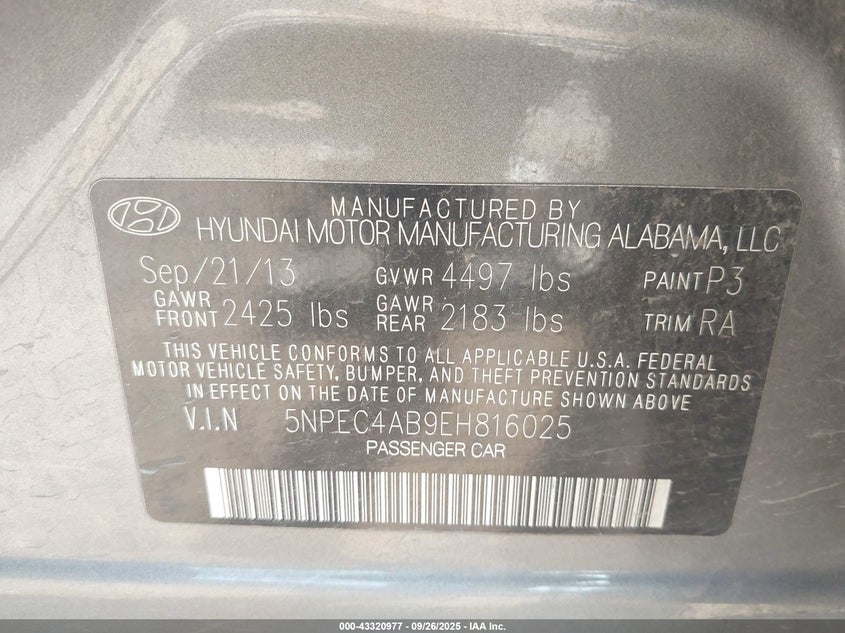 MANUFACTURED BY
HYUNDAI MOTOR MANUFACTURING ALABAMA, LLC
Sep/21/13 GVWR 4497 lbs PAINT P3
GAWR FRONT 2425 lbs GAWR REAR 2183 lbs TRIM RA
THIS VEHICLE CONFORMS TO ALL APPLICABLE U.S.A. FEDERAL
MOTOR VEHICLE SAFETY, BUMPER, AND THEFT PREVENTION STANDARDS
IN EFFECT ON THE DATE OF MANUFACTURE SHOWN ABOVE
V.I.N 5NPEC4AB9EH816025
PASSENGER CAR
000-43320977 - 09/26/2025 - IAA Inc.